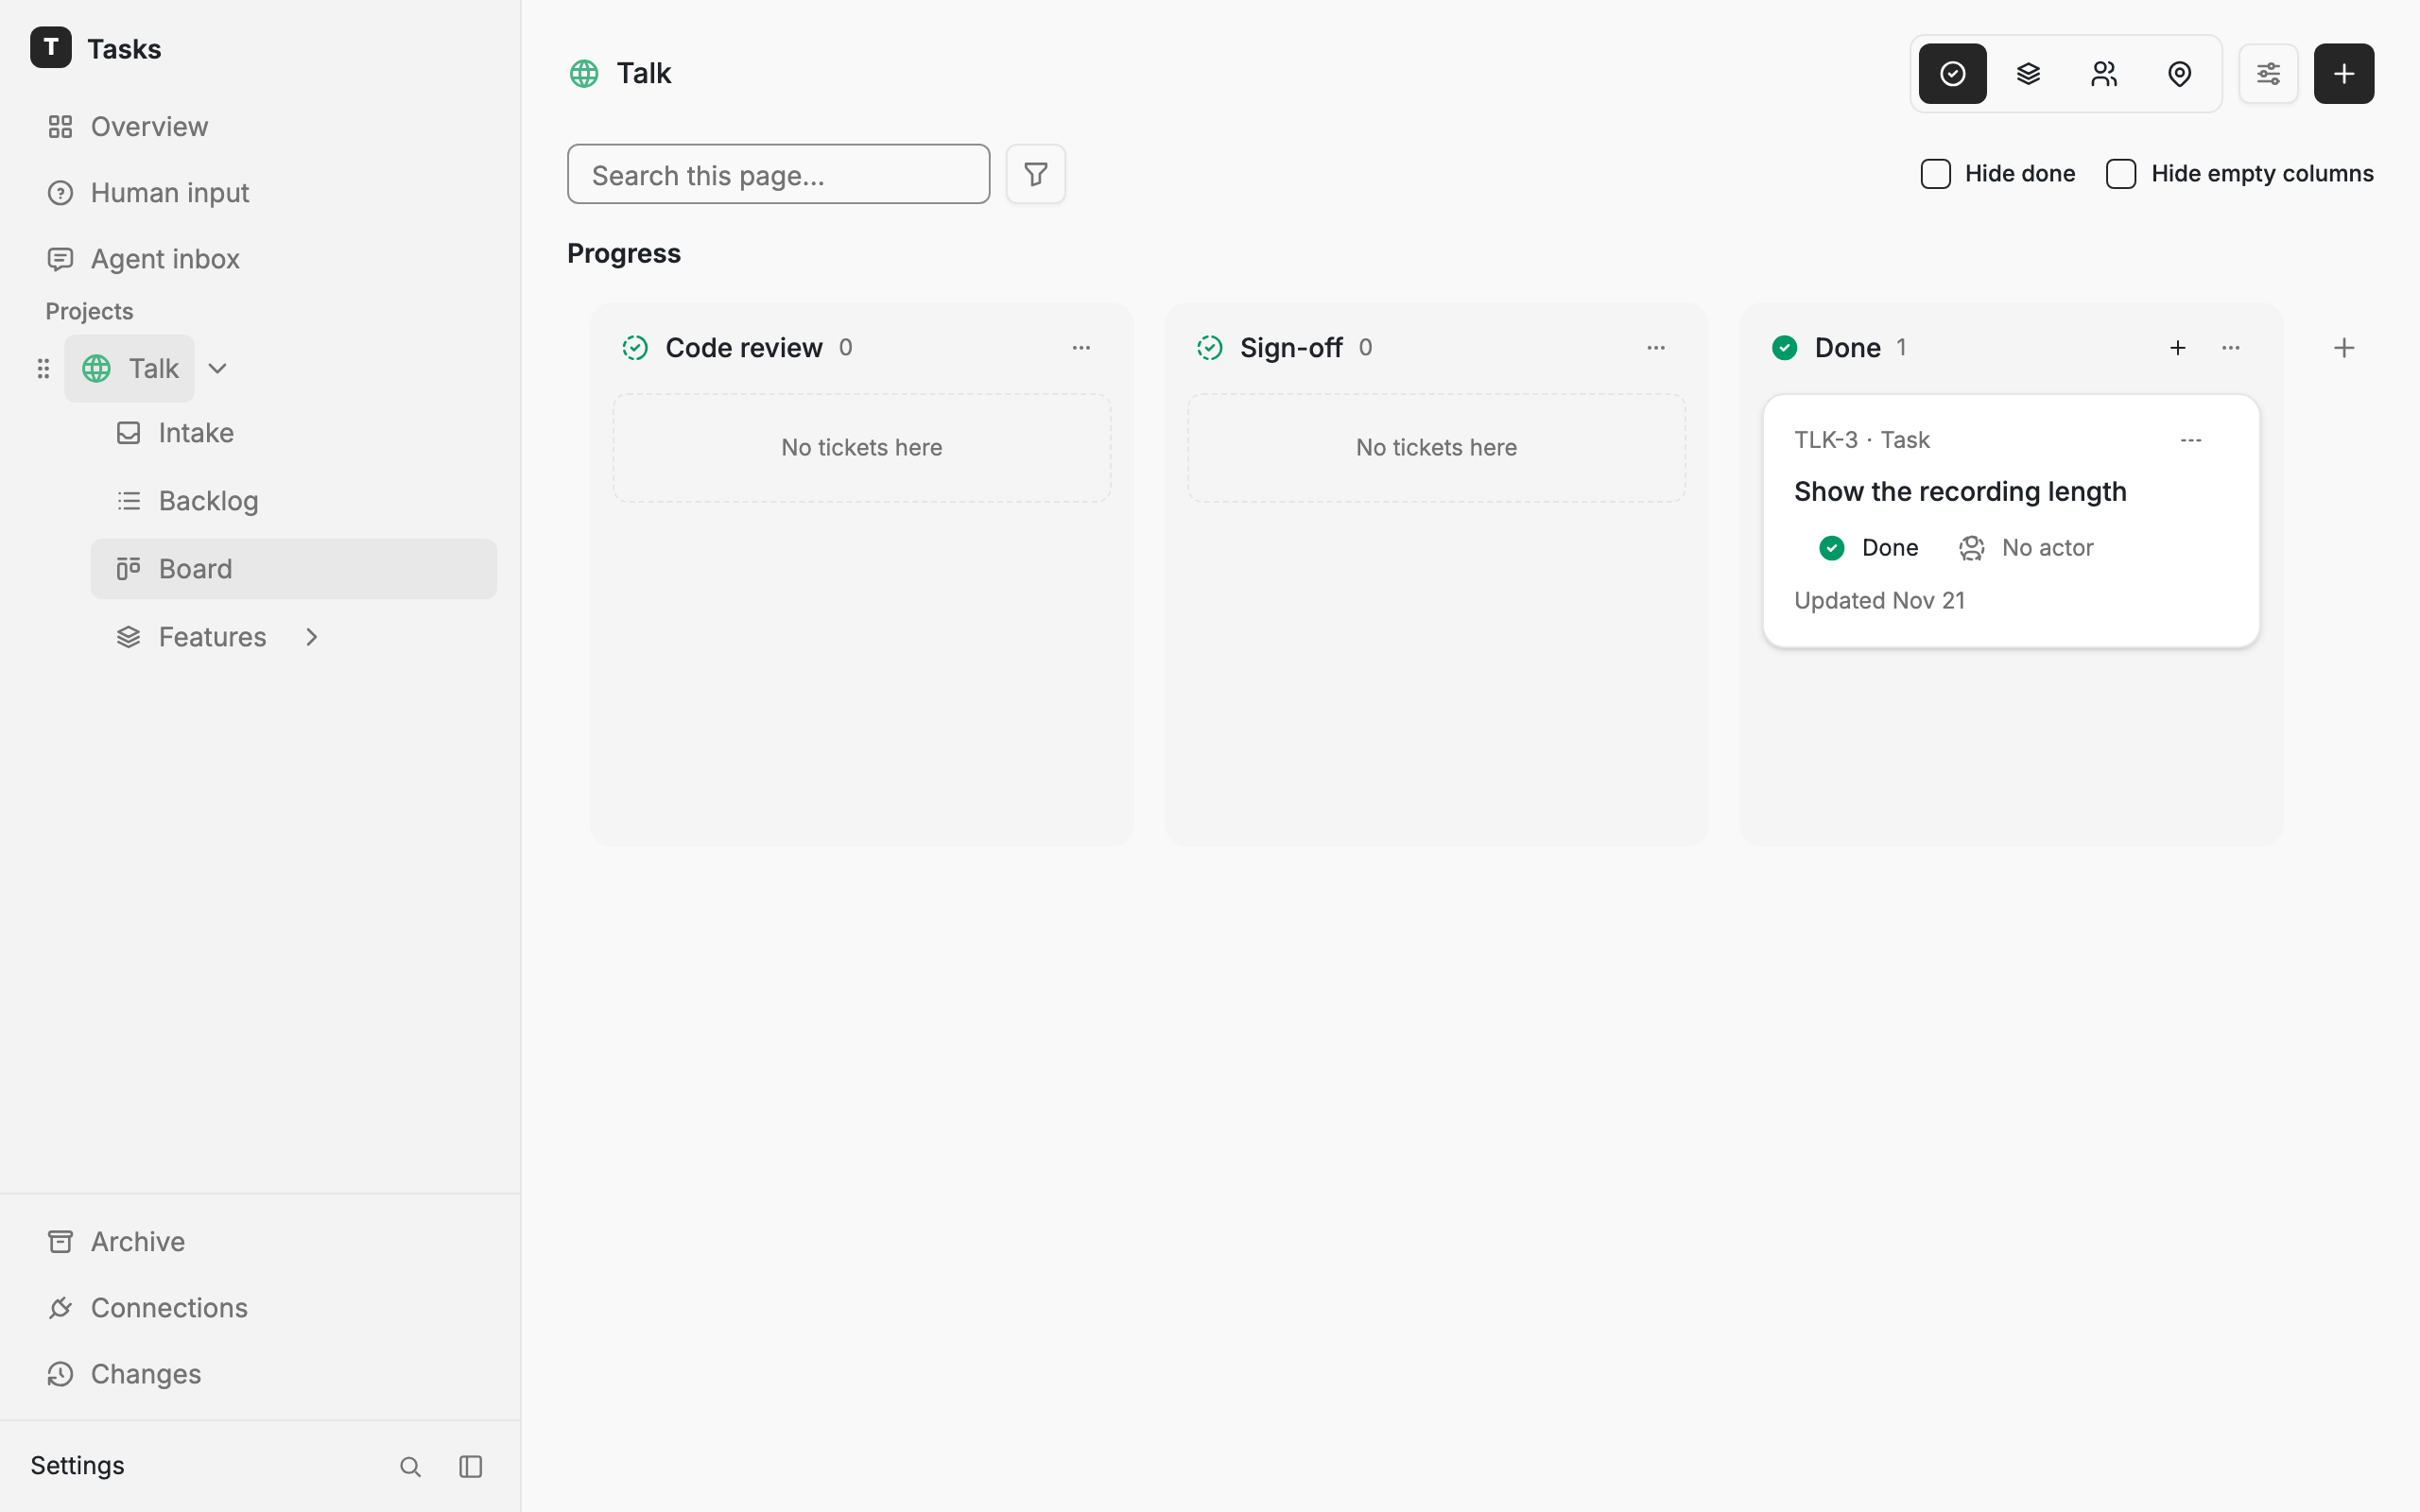 T Tasks
Overview
Human input
Agent inbox
Projects
Talk
Intake
Backlog
Board
Features
Archive
Connections
Changes
Settings
Talk
Search this page...
Hide done
Hide empty columns
Progress
Code review 0
No tickets here
Sign-off 0
No tickets here
Done 1
TLK-3 · Task
Show the recording length
Done
No actor
Updated Nov 21